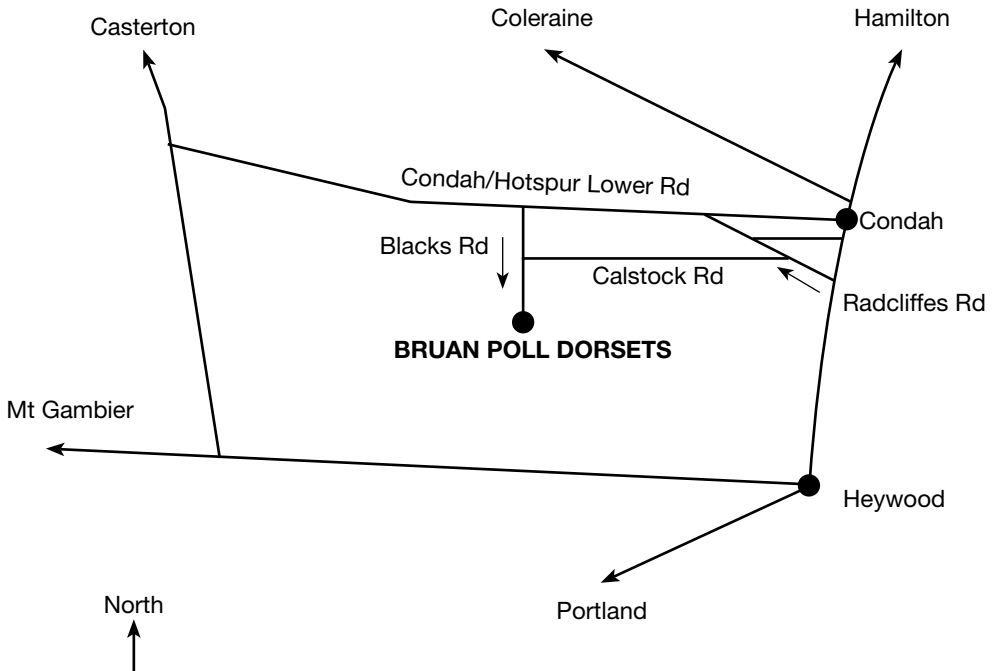 Casterton
Coleraine
Hamilton
Condah/Hotspur Lower Rd
Condah
Blacks Rd
Calstock Rd
Radcliffes Rd
BRUAN POLL DORSETS
Mt Gambier
Heywood
North
Portland